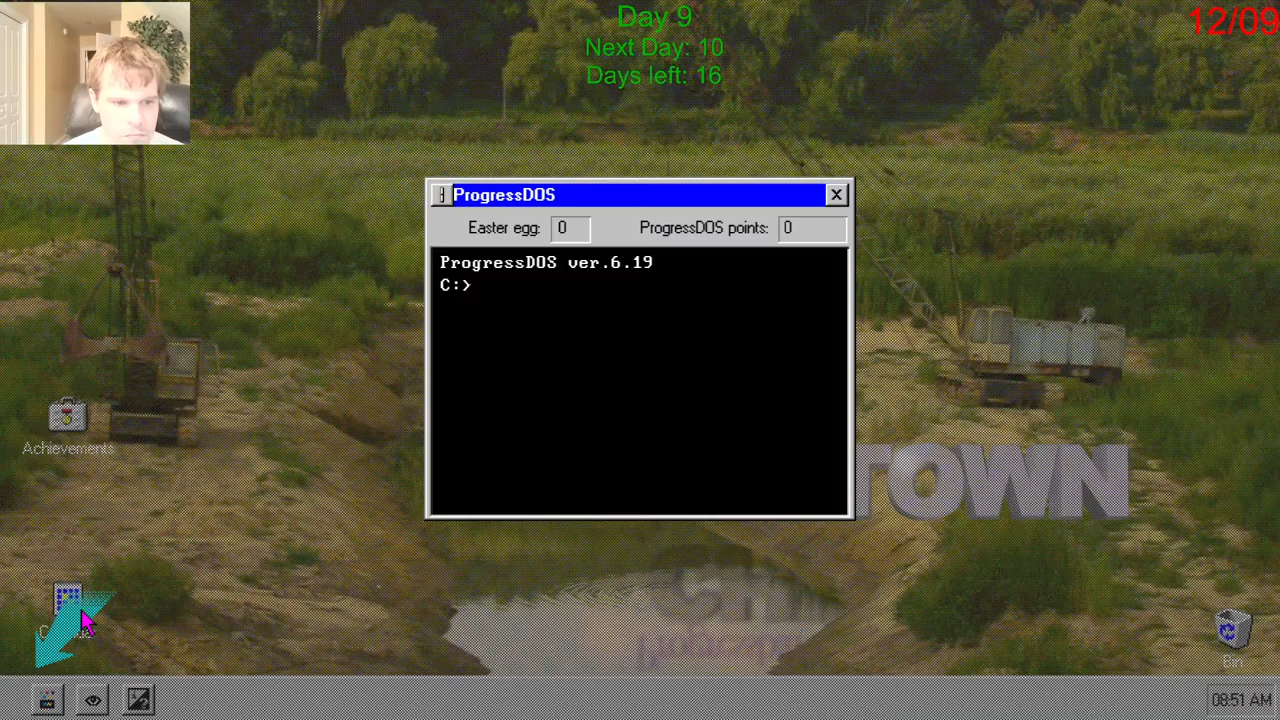 Day 9
Next Day: 10
Days left: 16
12/09
ProgressDOS
Easter egg: 0
ProgressDOS points: 0
ProgressDOS ver.6.19
C:>
Achievements
TOWN
Bin
08:51 AM